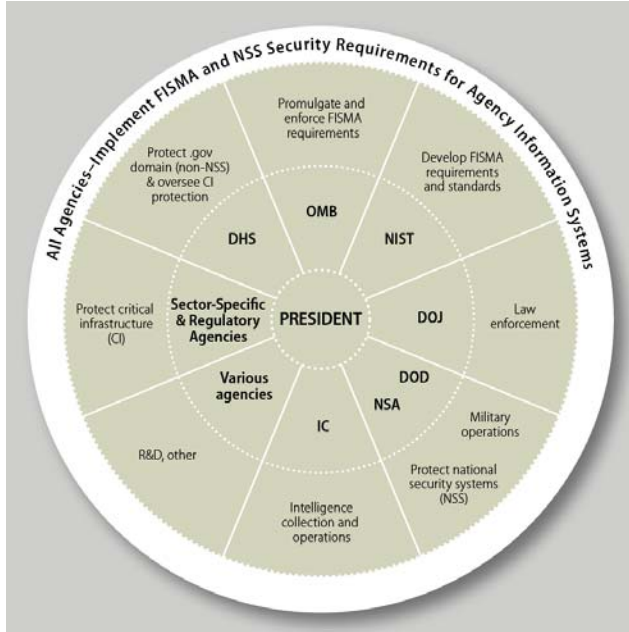 All Agencies–Implement FISMA and NSS Security Requirements for Agency Information Systems
Promulgate and
enforce FISMA
requirements
Protect .gov
domain (non-NSS)
& oversee CI
protection
Develop FISMA
requirements
and standards
OMB
DHS
NIST
Protect critical
infrastructure
(CI)
Sector-Specific
& Regulatory
Agencies
PRESIDENT
DOJ
Law
enforcement
Various
agencies
DOD
NSA
IC
Military
operations
R&D, other
Protect national
security systems
(NSS)
Intelligence
collection and
operations